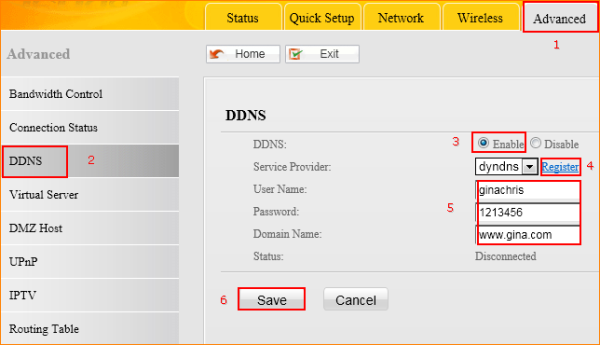 Status Quick Setup Network Wireless Advanced
1
Advanced
Home Exit
Bandwidth Control
Connection Status
DDNS 2
Virtual Server
DMZ Host
UPnP
IPTV
Routing Table
DDNS
DDNS: 3 Enable Disable
Service Provider: dyndns Register 4
User Name: ginachris
Password: 5 1213456
Domain Name: www.gina.com
Status: Disconnected
6 Save Cancel